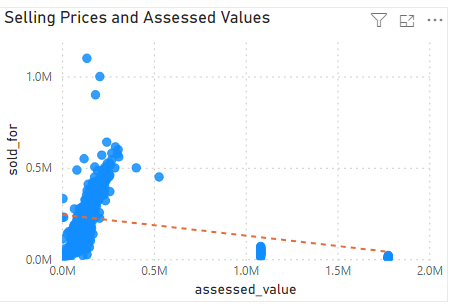 Selling Prices and Assessed Values
1.0M
sold_for
0.5M
0.0M
0.0M 0.5M 1.0M 1.5M 2.0M
assessed_value